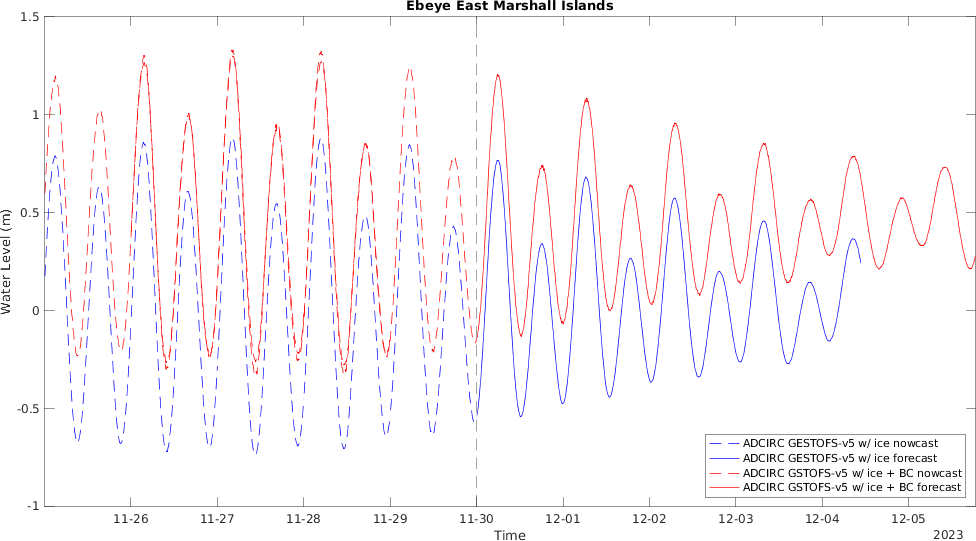 Ebeye East Marshall Islands
1.5
1
0.5
0
-0.5
-1
Water Level (m)
11-26
11-27
11-28
11-29
11-30
12-01
12-02
12-03
12-04
12-05
Time
2023
ADCIRC GESTOFS-v5 w/ ice nowcast
ADCIRC GESTOFS-v5 w/ ice forecast
ADCIRC GSTOFS-v5 w/ ice + BC nowcast
ADCIRC GSTOFS-v5 w/ ice + BC forecast